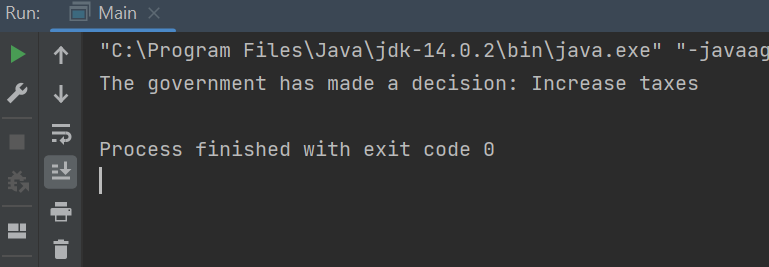 Run: Main
"C:\Program Files\Java\jdk-14.0.2\bin\java.exe" "-javaag
The government has made a decision: Increase taxes
Process finished with exit code 0